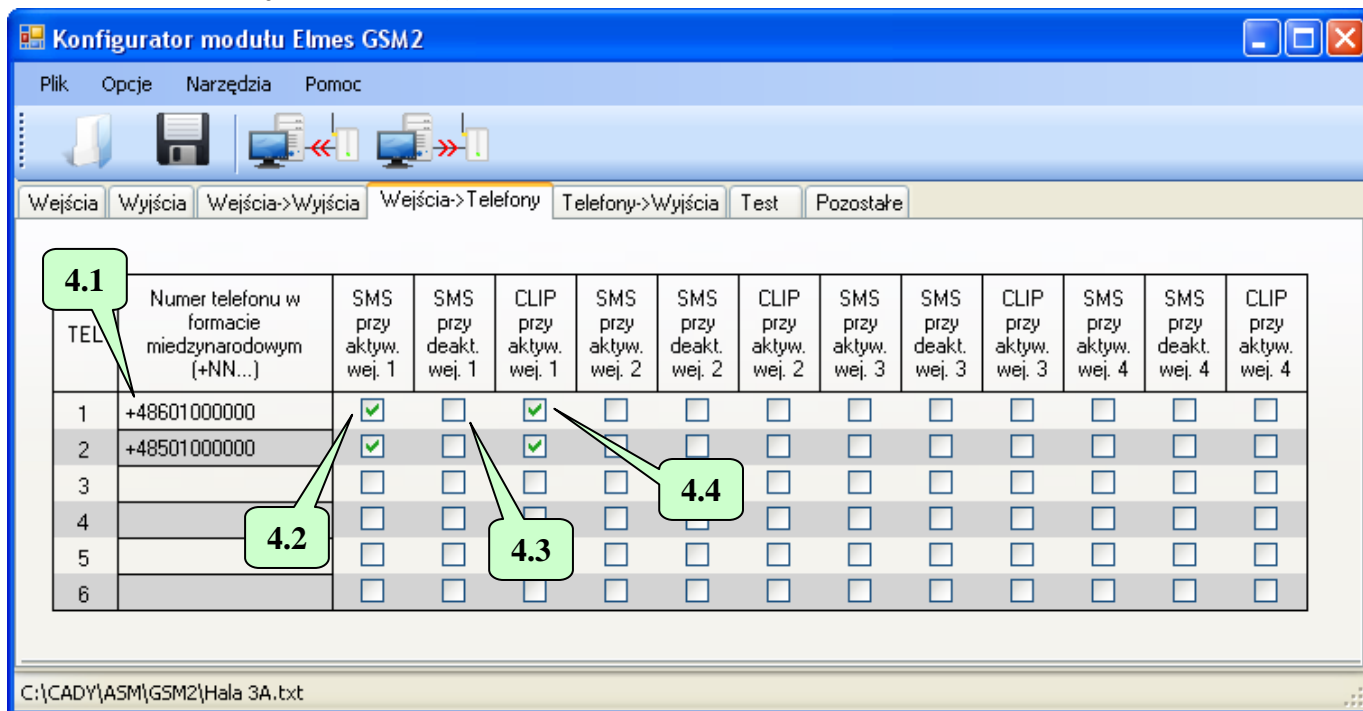 Konfigurator modułu Elmes GSM2
Plik Opcje Narzędzia Pomoc
Wejścia Wyjścia Wejścia->Wyjścia Wejścia->Telefony Telefony->Wyjścia Test Pozostałe
4.1
TEL
Numer telefonu w
formacie
miedzynarodowym
(+NN...)
SMS
przy
aktyw.
wej. 1
SMS
przy
deakt.
wej. 1
CLIP
przy
aktyw.
wej. 1
SMS
przy
aktyw.
wej. 2
SMS
przy
deakt.
wej. 2
CLIP
przy
aktyw.
wej. 2
SMS
przy
aktyw.
wej. 3
SMS
przy
deakt.
wej. 3
CLIP
przy
aktyw.
wej. 3
SMS
przy
aktyw.
wej. 4
SMS
przy
deakt.
wej. 4
CLIP
przy
aktyw.
wej. 4
1 +48601000000
2 +48501000000
3
4.4
4
4.2
4.3
5
6
C:\CADY\ASM\GSM2\Hala 3A.txt